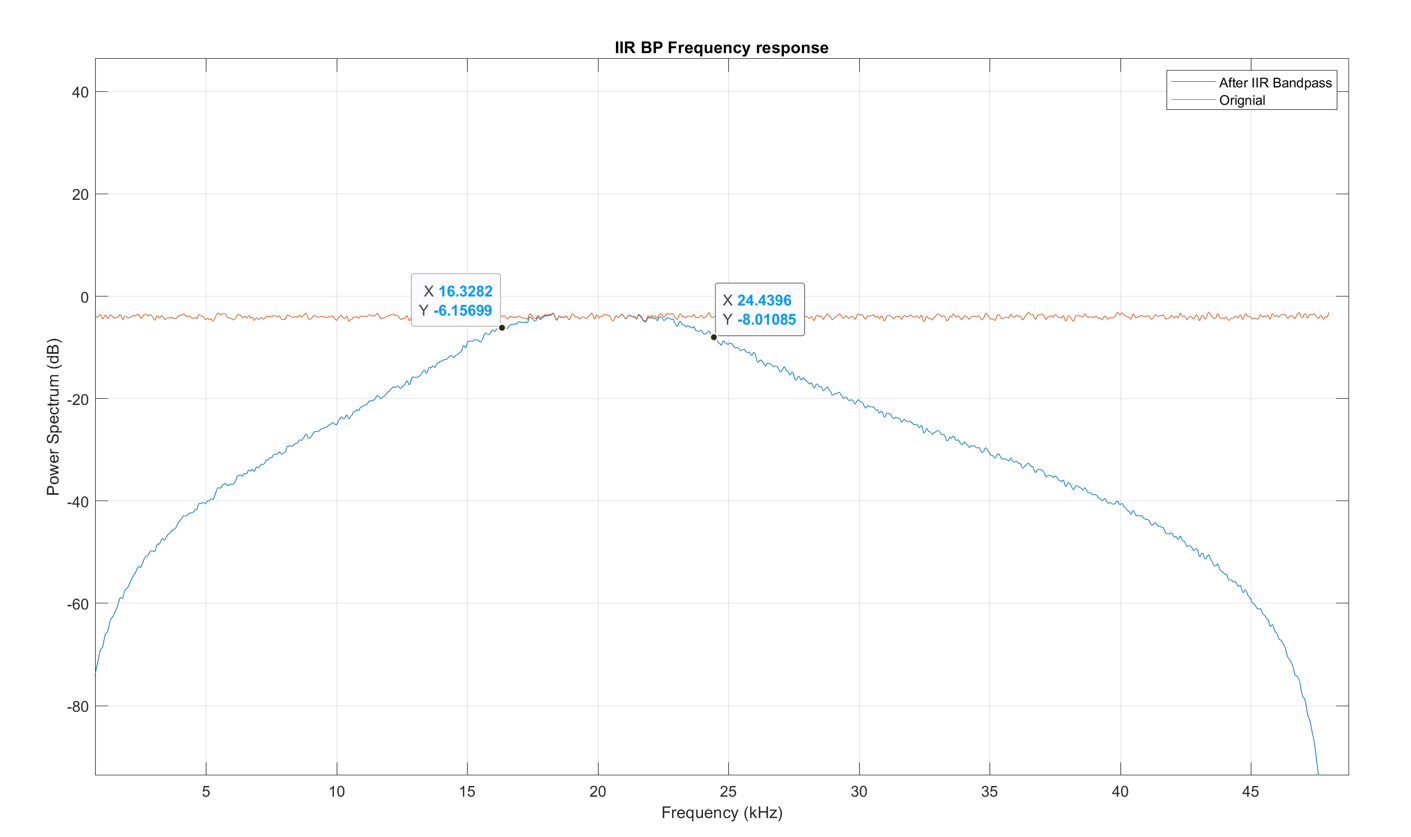 IIR BP Frequency response
After IIR Bandpass
Orignial
40
20
0
-20
-40
-60
-80
Power Spectrum (dB)
X 16.3282
Y -6.15699
X 24.4396
Y -8.01085
5
10
15
20
25
30
35
40
45
Frequency (kHz)